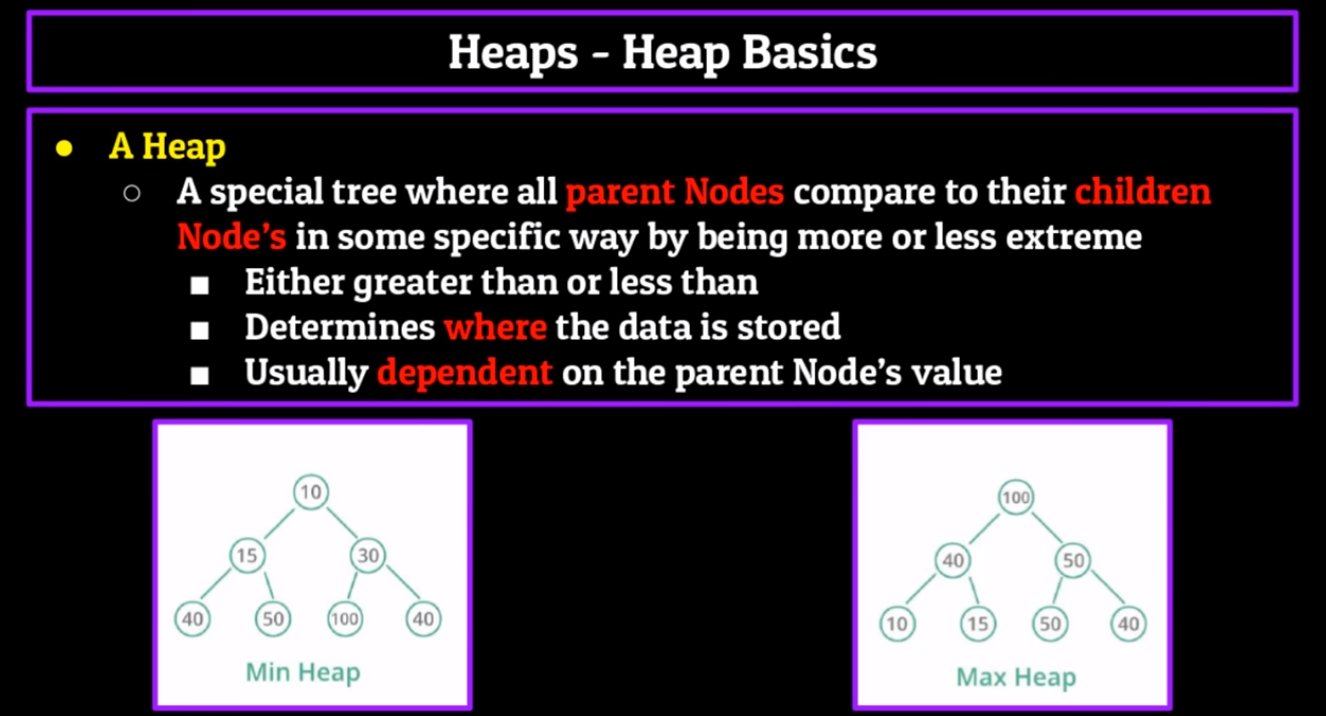 Heaps - Heap Basics
● A Heap
○ A special tree where all parent Nodes compare to their children
Node's in some specific way by being more or less extreme
■ Either greater than or less than
■ Determines where the data is stored
■ Usually dependent on the parent Node's value
10
15 30
40 50 100 40
Min Heap
100
40 50
10 15 50 40
Max Heap